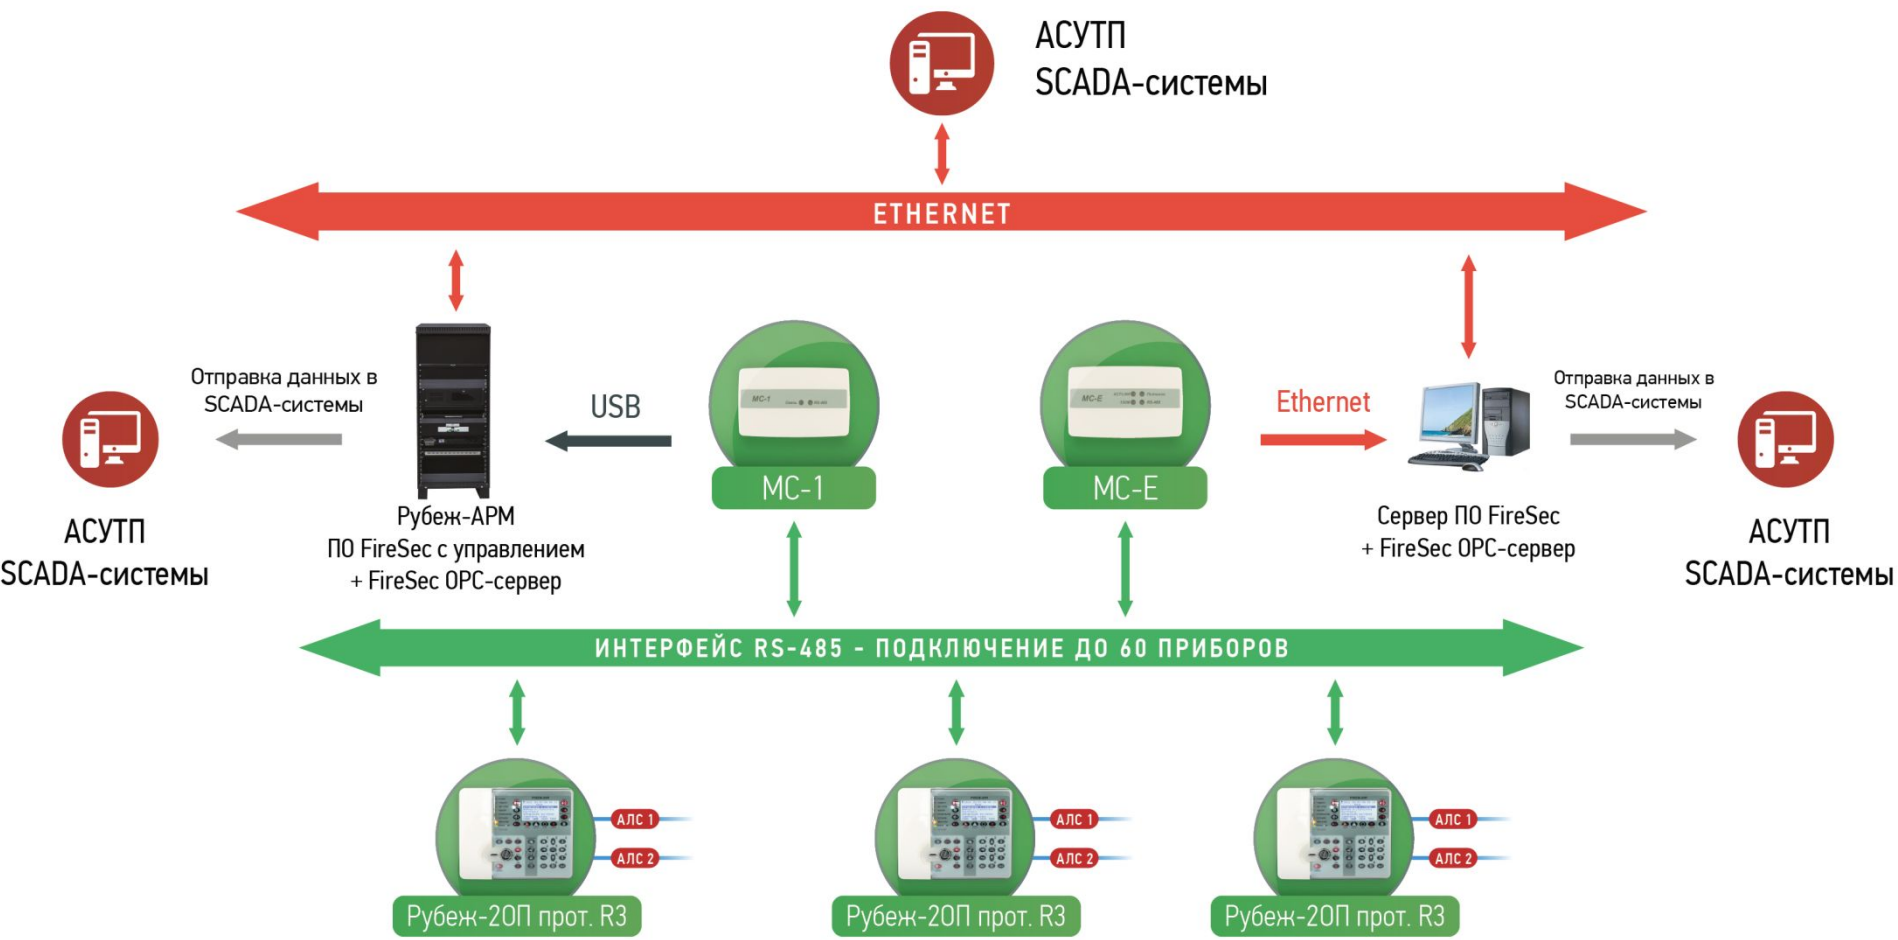 АСУТП
SCADA-системы
ETHERNET
Отправка данных в
SCADA-системы
USB
МС-1
МС-Е
Ethernet
Отправка данных в
SCADA-системы
МС-1
МС-Е
АСУТП
SCADA-системы
Рубеж-АРМ
ПО FireSec с управлением
+ FireSec OPC-сервер
Сервер ПО FireSec
+ FireSec OPC-сервер
АСУТП
SCADA-системы
ИНТЕРФЕЙС RS-485 - ПОДКЛЮЧЕНИЕ ДО 60 ПРИБОРОВ
АЛС 1
АЛС 2
АЛС 1
АЛС 2
АЛС 1
АЛС 2
Рубеж-2ОП прот. R3
Рубеж-2ОП прот. R3
Рубеж-2ОП прот. R3